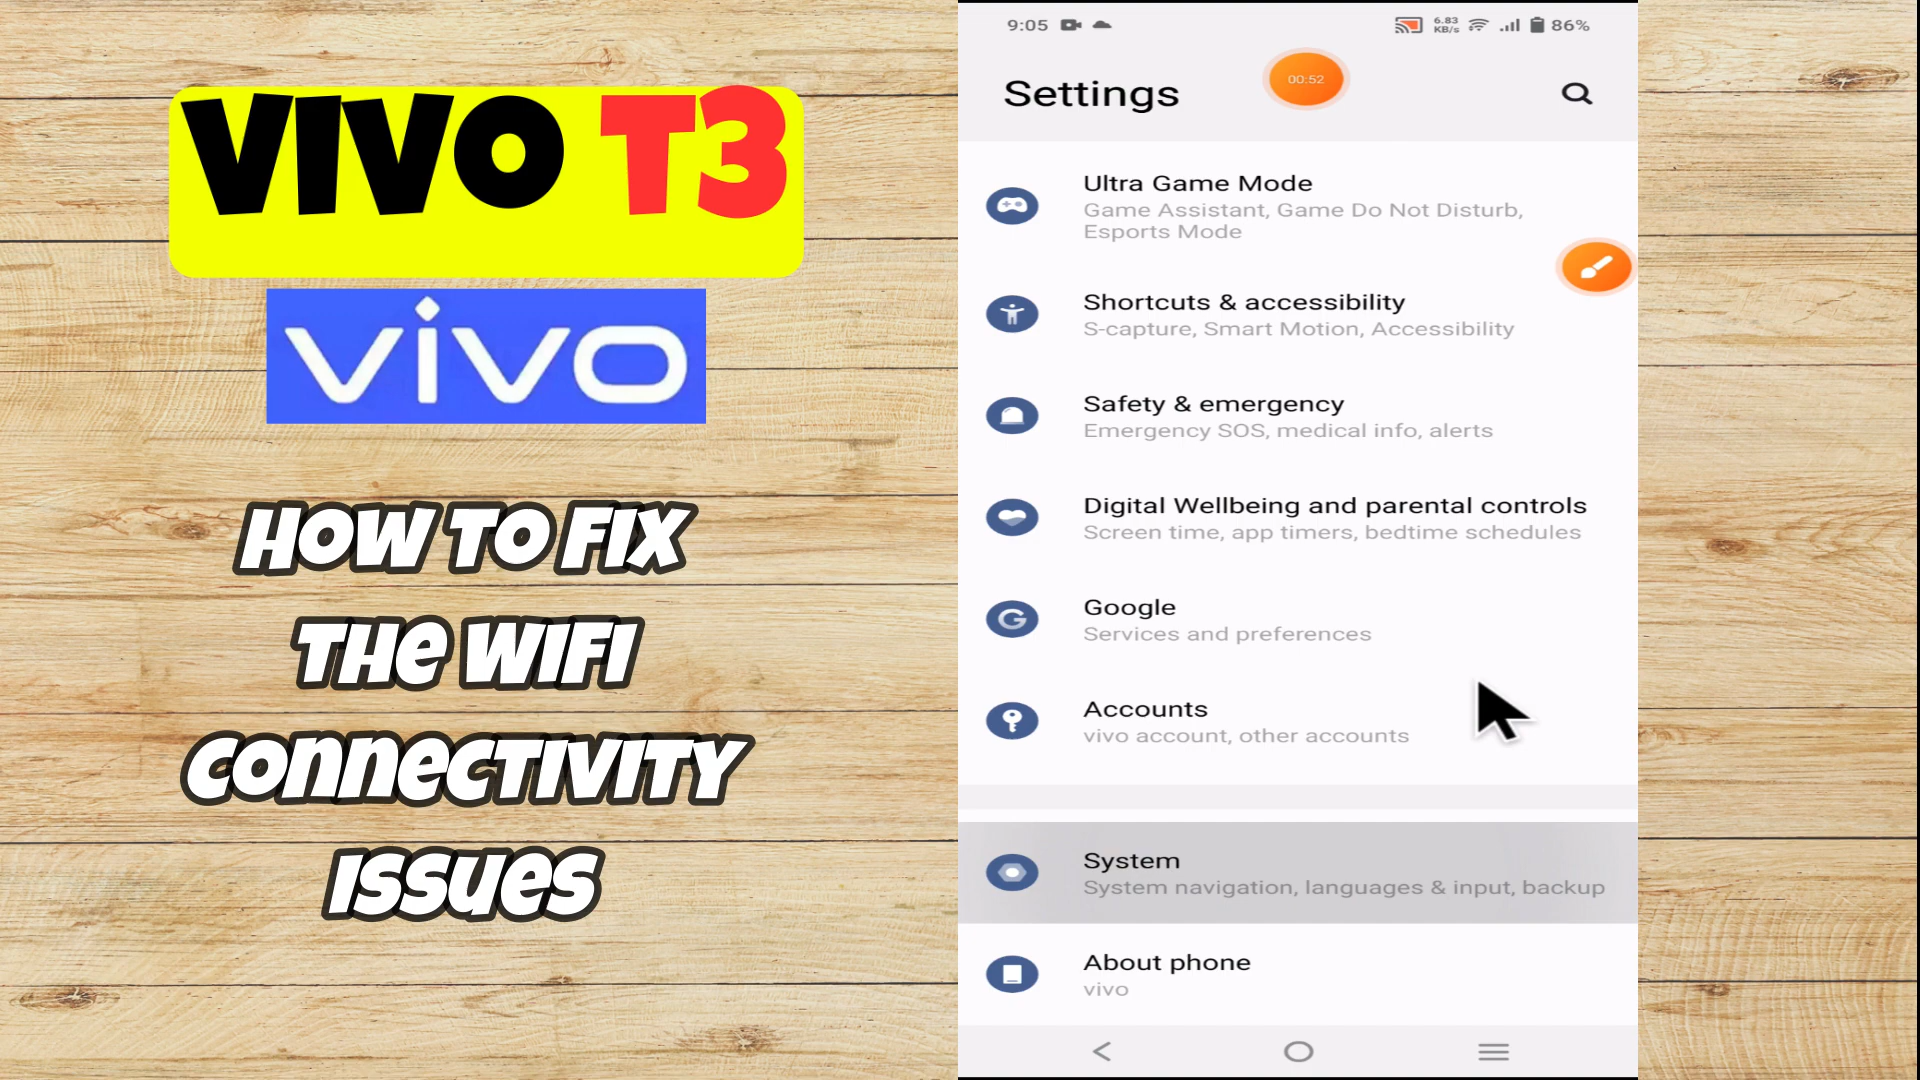 VIVO T3
vivo
HOW TO FIX
THE WIFI
CONNECTIVITY
ISSUES
9:05
6.83
KB/s
86%
Settings
00:52
Ultra Game Mode
Game Assistant, Game Do Not Disturb,
Esports Mode
Shortcuts & accessibility
S-capture, Smart Motion, Accessibility
Safety & emergency
Emergency SOS, medical info, alerts
Digital Wellbeing and parental controls
Screen time, app timers, bedtime schedules
Google
Services and preferences
Accounts
vivo account, other accounts
System
System navigation, languages & input, backup
About phone
vivo